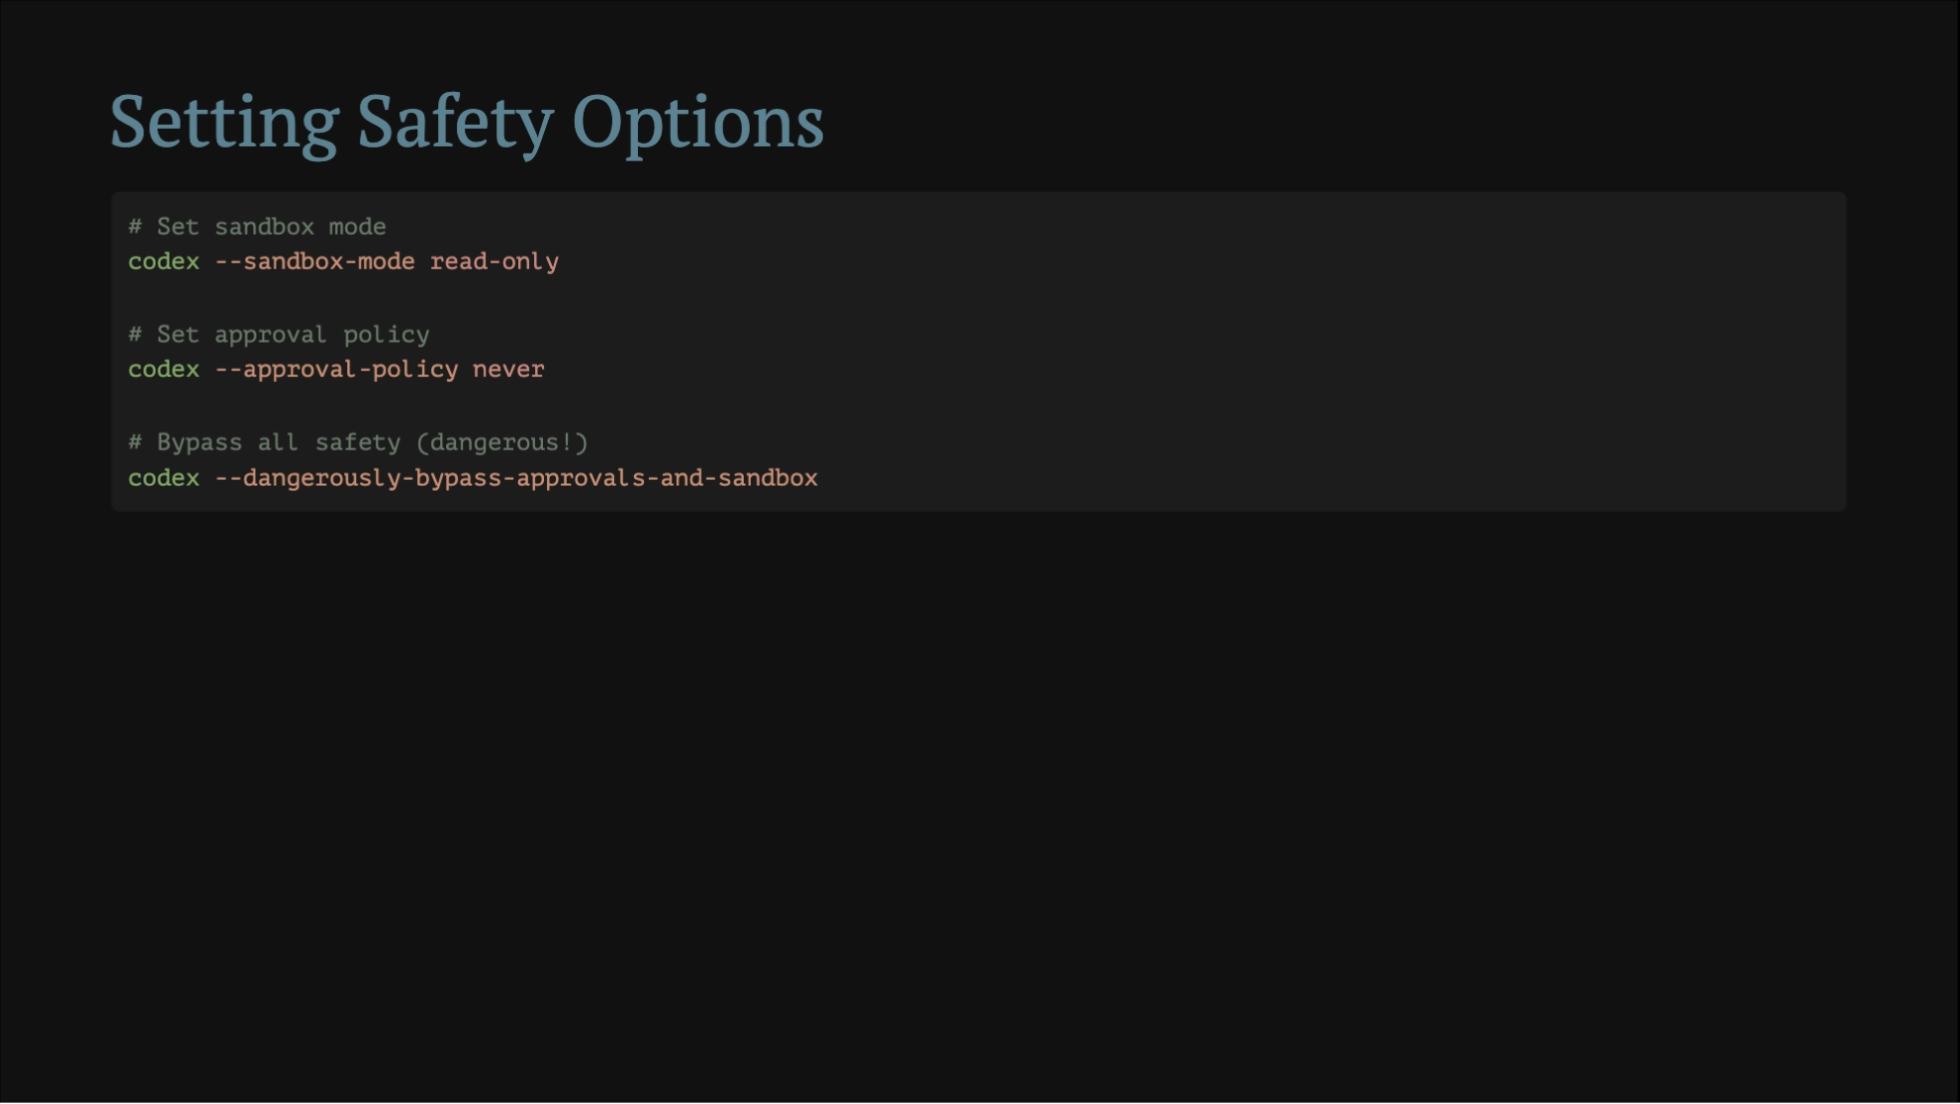 Setting Safety Options
# Set sandbox mode
codex --sandbox-mode read-only
# Set approval policy
codex --approval-policy never
# Bypass all safety (dangerous!)
codex --dangerously-bypass-approvals-and-sandbox